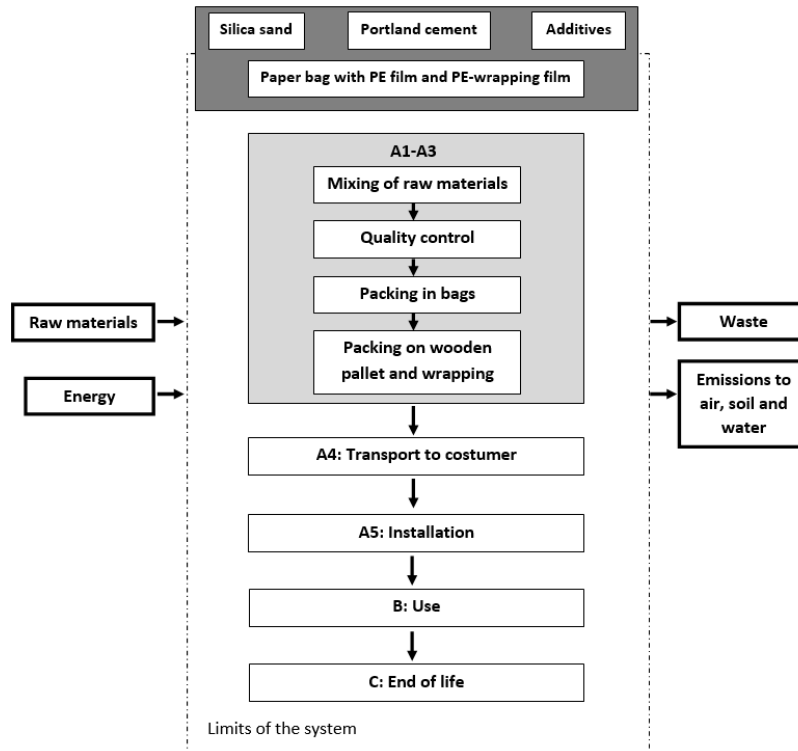 Silica sand
Portland cement
Additives
Paper bag with PE film and PE-wrapping film
A1-A3
Mixing of raw materials
Quality control
Packing in bags
Packing on wooden
pallet and wrapping
Raw materials
Energy
Waste
Emissions to
air, soil and
water
A4: Transport to costumer
A5: Installation
B: Use
C: End of life
Limits of the system